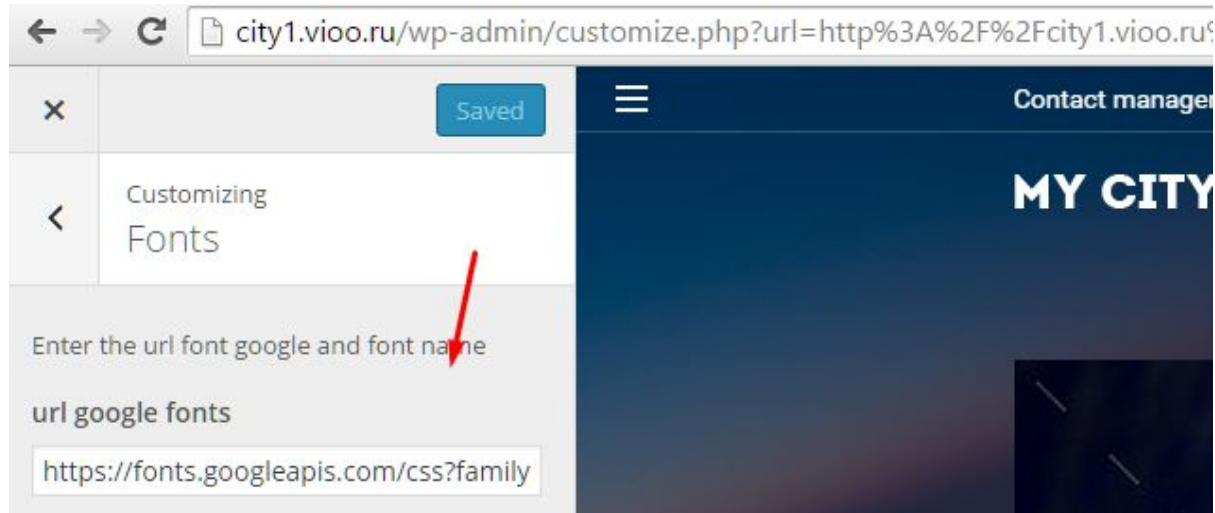 city1.vioo.ru/wp-admin/customize.php?url=http%3A%2F%2Fcity1.vioo.ru%
Saved
Customizing
Fonts
Enter the url font google and font name
url google fonts
https://fonts.googleapis.com/css?family
Contact manager
MY CITY